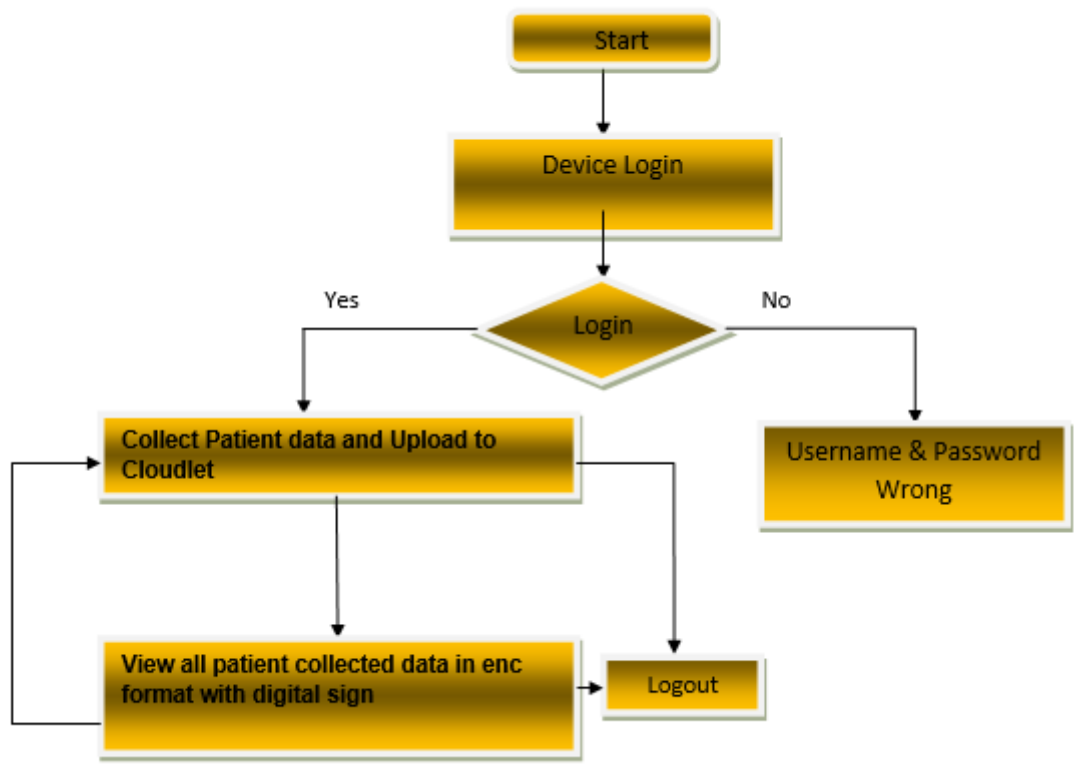 Start
Device Login
Yes
No
Login
Collect Patient data and Upload to
Cloudlet
Username & Password
Wrong
View all patient collected data in enc
format with digital sign
Logout